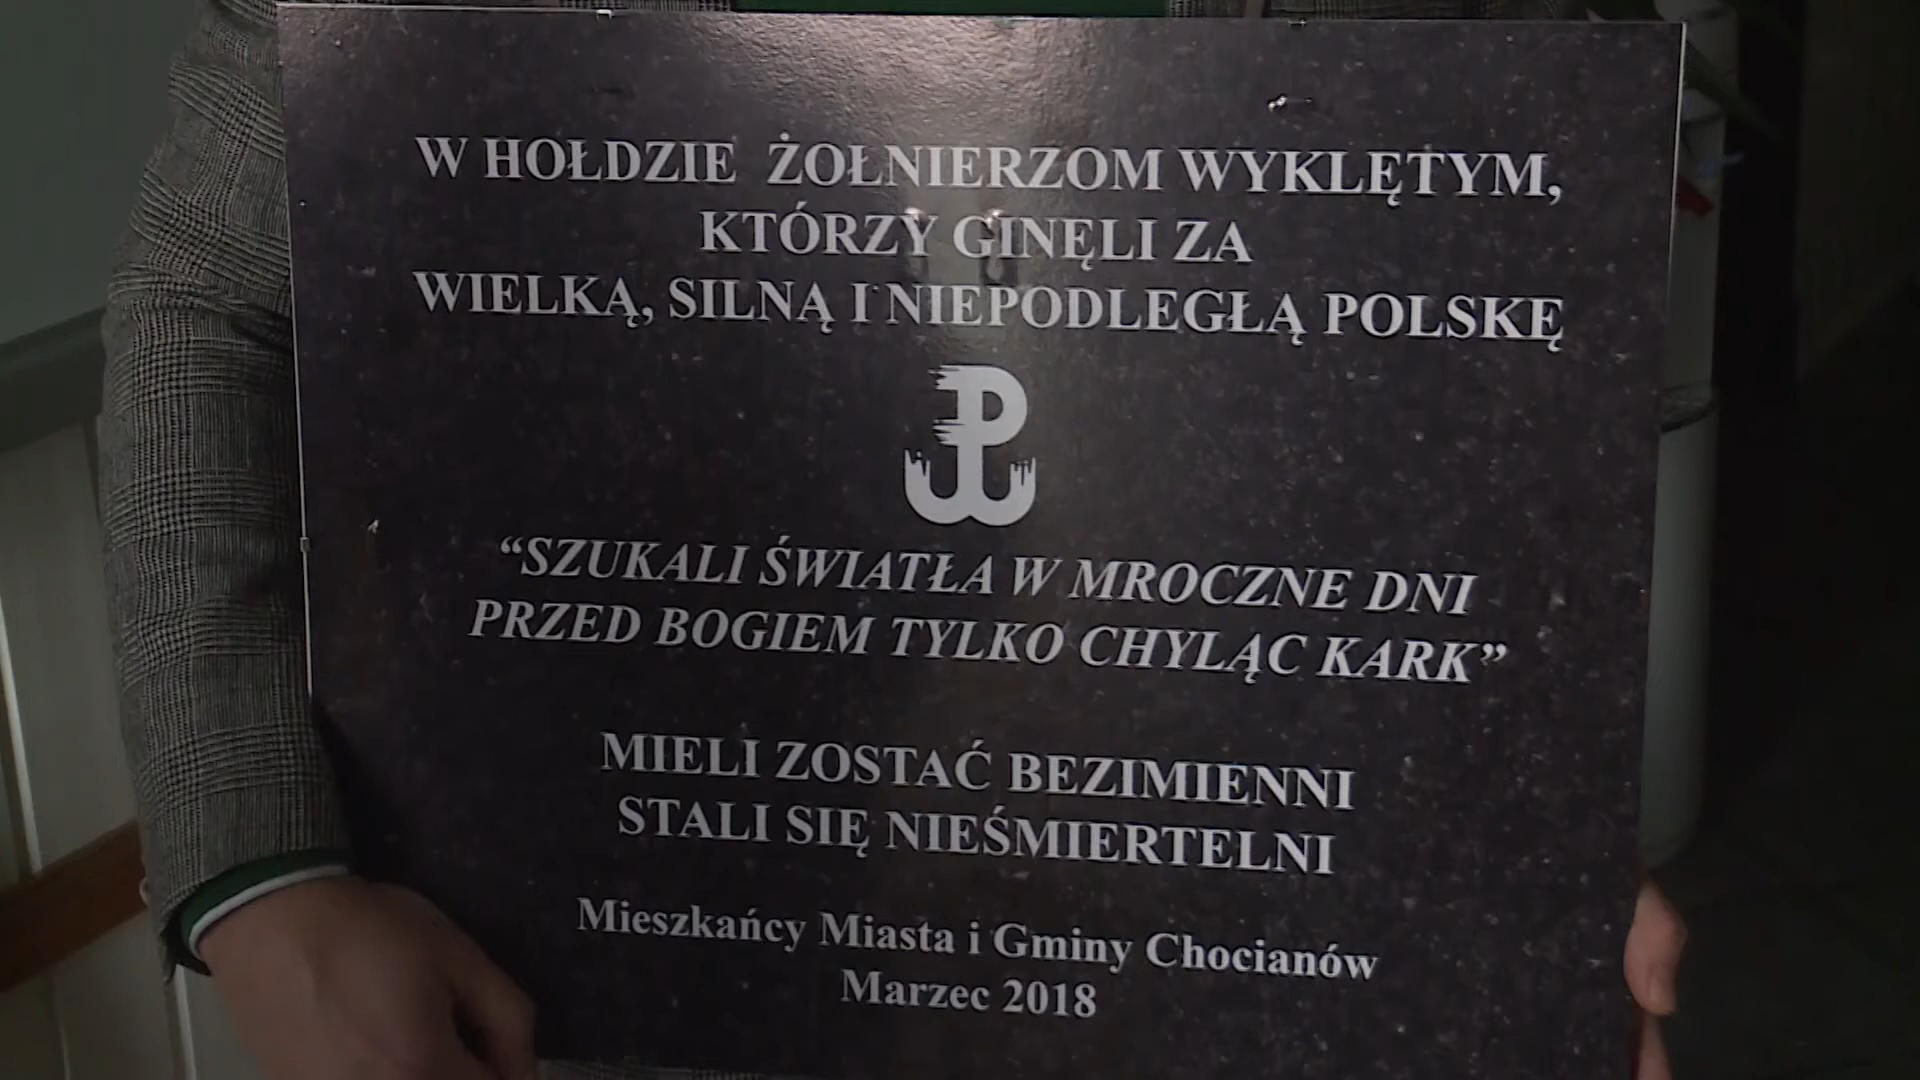 W HOŁDZIE ŻOŁNIERZOM WYKLĘTYM,
KTÓRZY GINĘLI ZA
WIELKĄ, SILNĄ I NIEPODLEGŁĄ POLSKĘ
“SZUKALI ŚWIATŁA W MROCZNE DNI
PRZED BOGIEM TYLKO CHYLĄC KARK”
MIELI ZOSTAĆ BEZIMIENNI
STALI SIĘ NIEŚMIERTELNI
Mieszkańcy Miasta i Gminy Chocianów
Marzec 2018